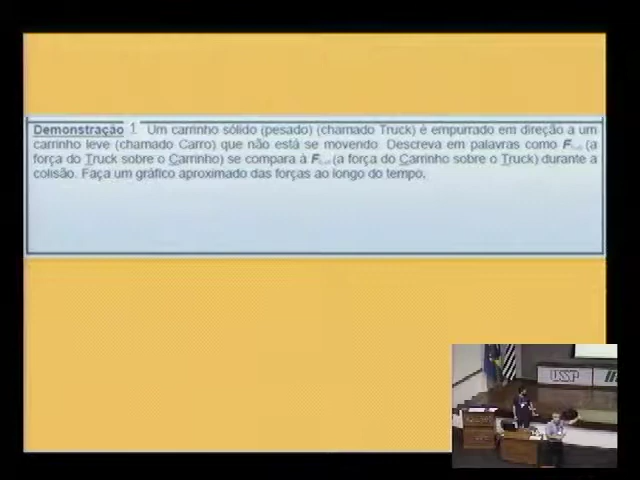 Demonstração 1 Um carrinho sólido (pesado) (chamado Truck) é empurrado em direção a um
carrinho leve (chamado Carro) que não está se movendo. Descreva em palavras como F (a
força do Truck sobre o Carrinho) se compara à F (a força do Carrinho sobre o Truck) durante a
colisão. Faça um gráfico aproximado das forças ao longo do tempo.
USP